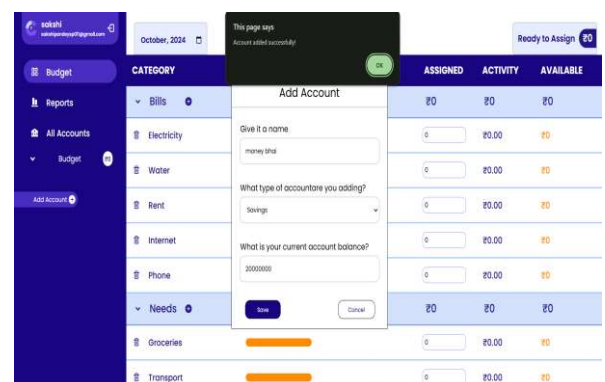 sakshi
October, 2024
This page says
Account added successfully!
OK
Ready to Assign ₹0
Budget
Reports
All Accounts
Budget ₹0
Add Account
CATEGORY ASSIGNED ACTIVITY AVAILABLE
Bills ₹0 ₹0 ₹0
Electricity 0 ₹0.00 ₹0
Water 0 ₹0.00 ₹0
Rent 0 ₹0.00 ₹0
Internet 0 ₹0.00 ₹0
Phone 0 ₹0.00 ₹0
Needs ₹0 ₹0 ₹0
Groceries 0 ₹0.00 ₹0
Transport 0 ₹0.00 ₹0
Add Account
Give it a name
money bhai
What type of accountare you adding?
Savings
What is your current account balance?
20000000
Save Cancel